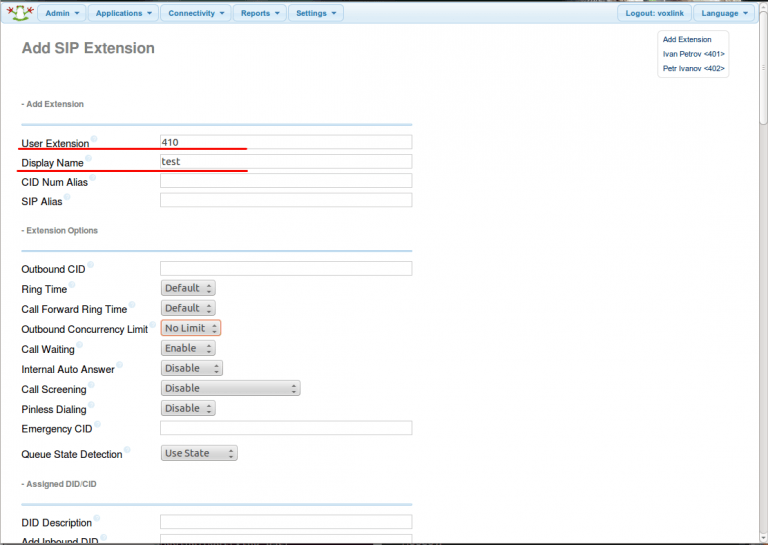 Admin Applications Connectivity Reports Settings Logout: voxlink Language
Add SIP Extension
Add Extension
Ivan Petrov <401>
Petr Ivanov <402>
- Add Extension
User Extension 410
Display Name test
CID Num Alias
SIP Alias
- Extension Options
Outbound CID
Ring Time Default
Call Forward Ring Time Default
Outbound Concurrency Limit No Limit
Call Waiting Enable
Internal Auto Answer Disable
Call Screening Disable
Pinless Dialing Disable
Emergency CID
Queue State Detection Use State
- Assigned DID/CID
DID Description
Add Inbound DID